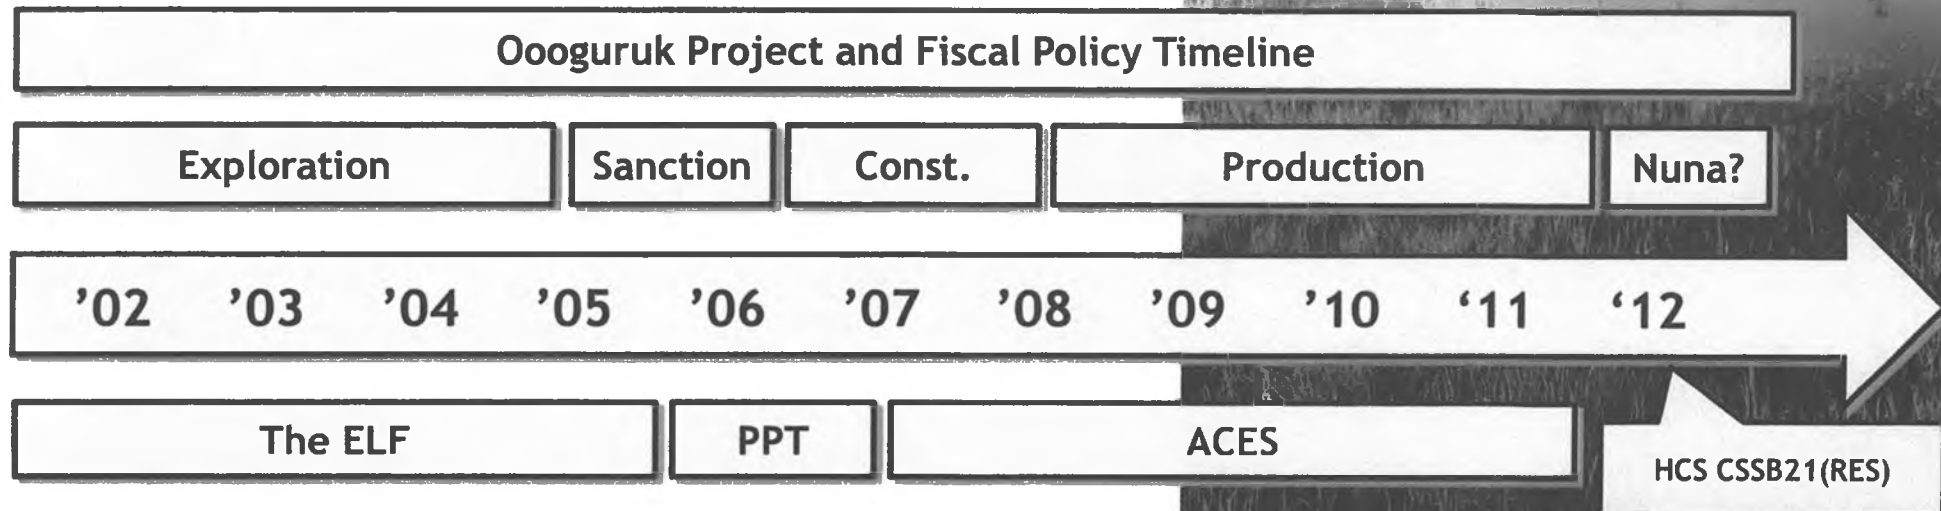 Oooguruk Project and Fiscal Policy Timeline
Exploration Sanction Const. Production Nuna?
’02 ’03 ’04 ’05 ’06 ’07 ’08 ’09 ’10 ‘11 ‘12
The ELF PPT ACES
HCS CSSB21(RES)